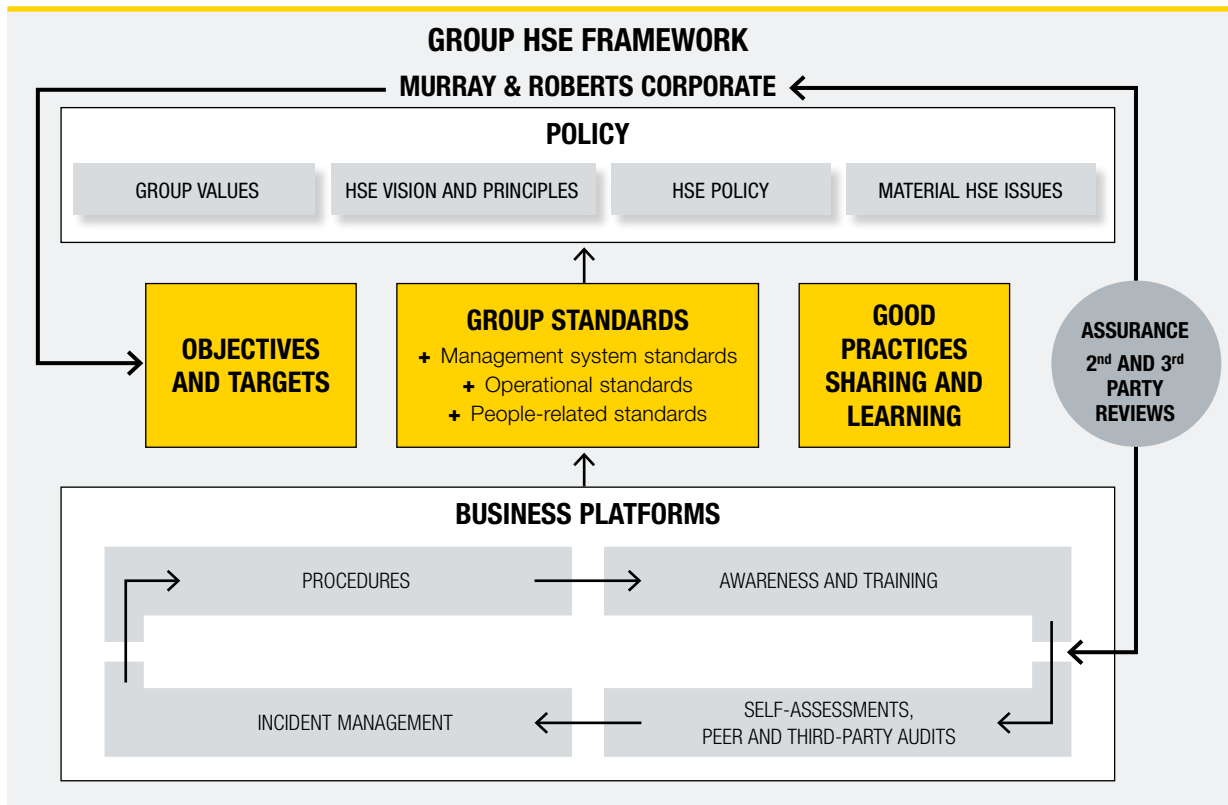 GROUP HSE FRAMEWORK
MURRAY & ROBERTS CORPORATE
POLICY
GROUP VALUES
HSE VISION AND PRINCIPLES
HSE POLICY
MATERIAL HSE ISSUES
OBJECTIVES
AND TARGETS
GROUP STANDARDS
+ Management system standards
+ Operational standards
+ People-related standards
GOOD
PRACTICES
SHARING AND
LEARNING
ASSURANCE
2nd AND 3rd
PARTY
REVIEWS
BUSINESS PLATFORMS
PROCEDURES
AWARENESS AND TRAINING
INCIDENT MANAGEMENT
SELF-ASSESSMENTS,
PEER AND THIRD-PARTY AUDITS